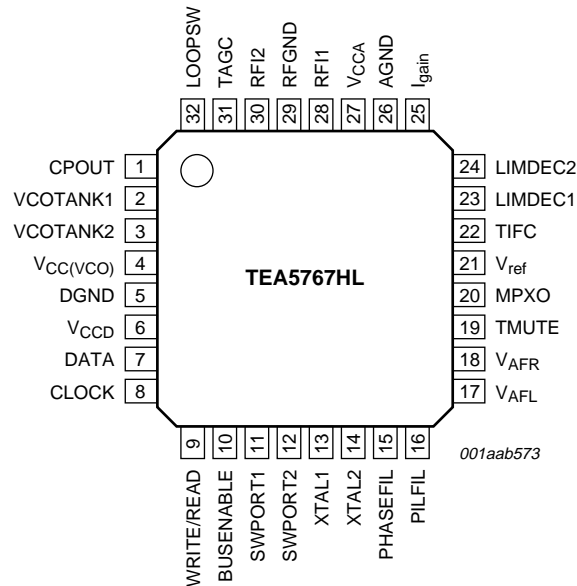 LOOPSW
TAGC
RFI2
RFGND
RFI1
VCCA
AGND
Igain
32 31 30 29 28 27 26 25
CPOUT 1
VCOTANK1 2
VCOTANK2 3
VCC(VCO) 4
DGND 5
VCCD 6
DATA 7
CLOCK 8
TEA5767HL
24 LIMDEC2
23 LIMDEC1
22 TIFC
21 Vref
20 MPXO
19 TMUTE
18 VAFR
17 VAFL
9 10 11 12 13 14 15 16
WRITE/READ
BUSENABLE
SWPORT1
SWPORT2
XTAL1
XTAL2
PHASEFIL
PILFIL
001aab573